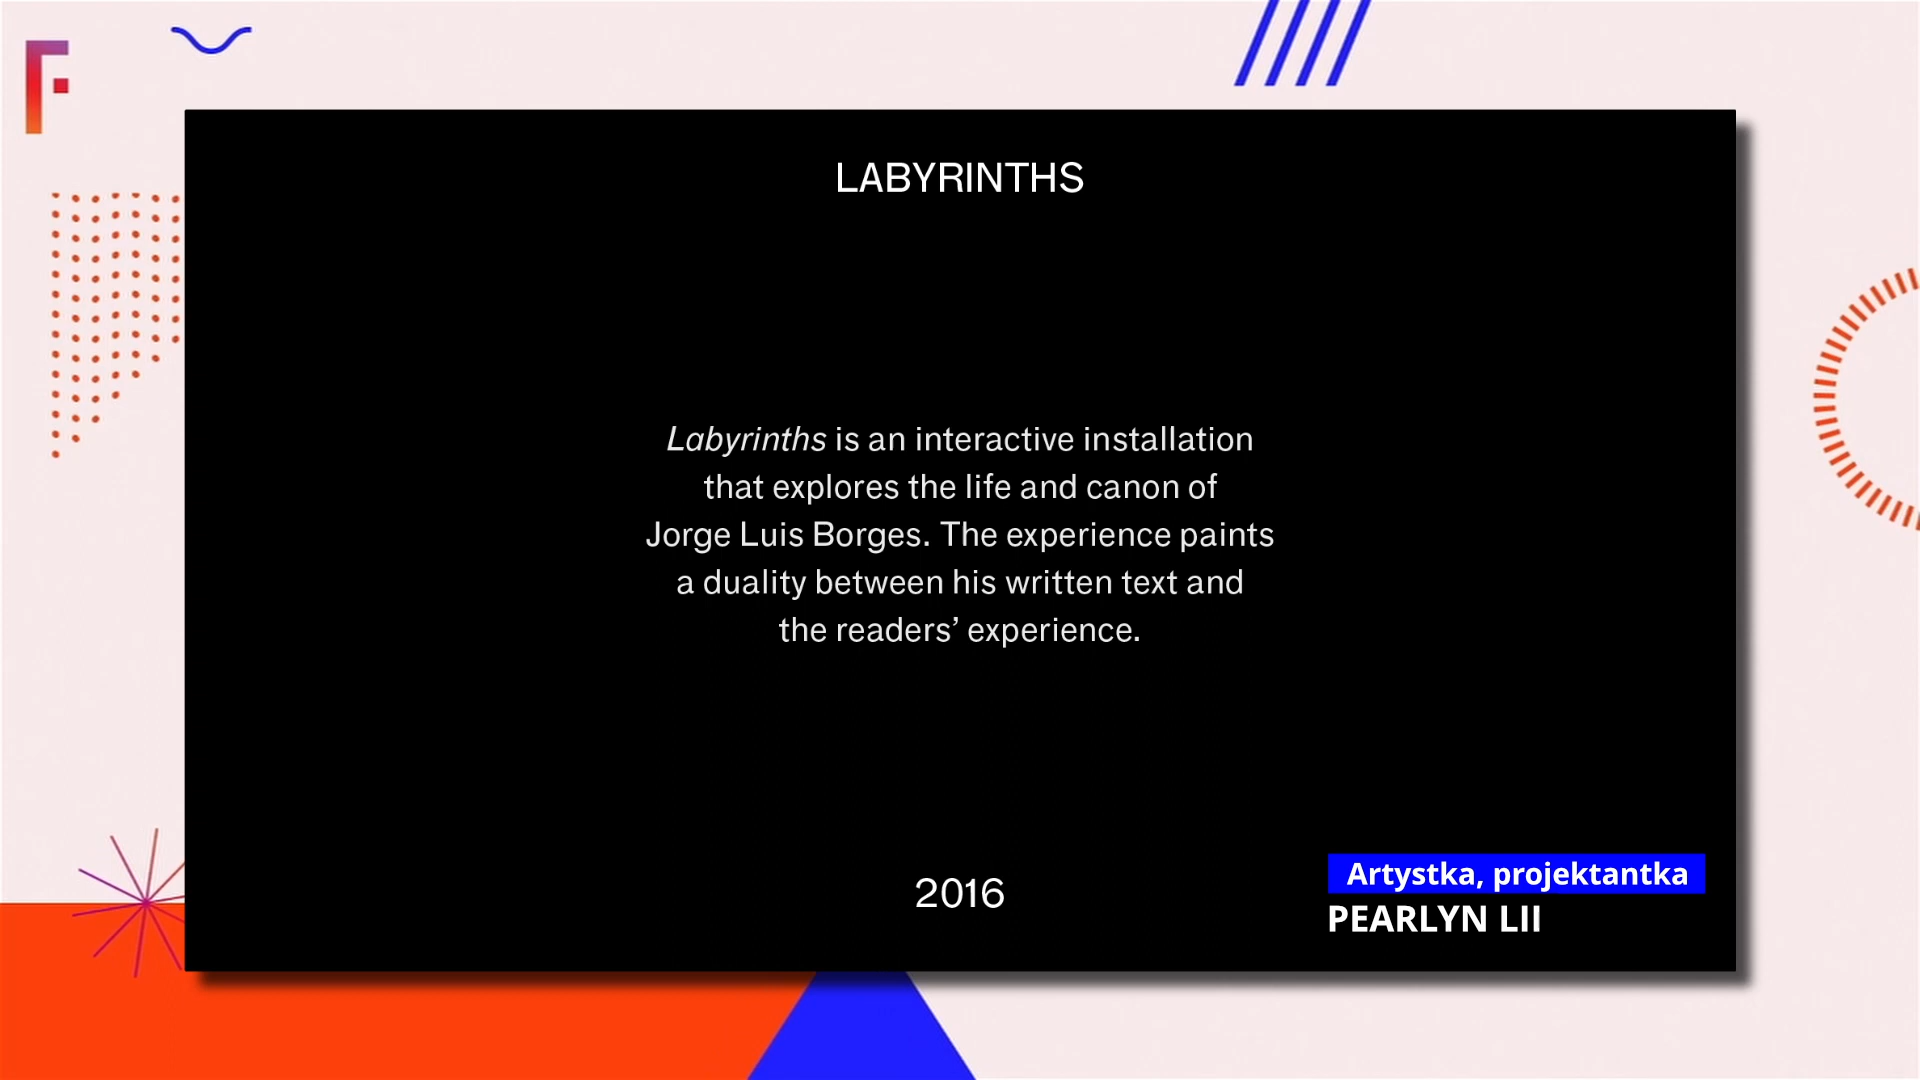 F
LABYRINTHS
Labyrinths is an interactive installation
that explores the life and canon of
Jorge Luis Borges. The experience paints
a duality between his written text and
the readers’ experience.
2016
Artystka, projektantka
PEARLYN LII